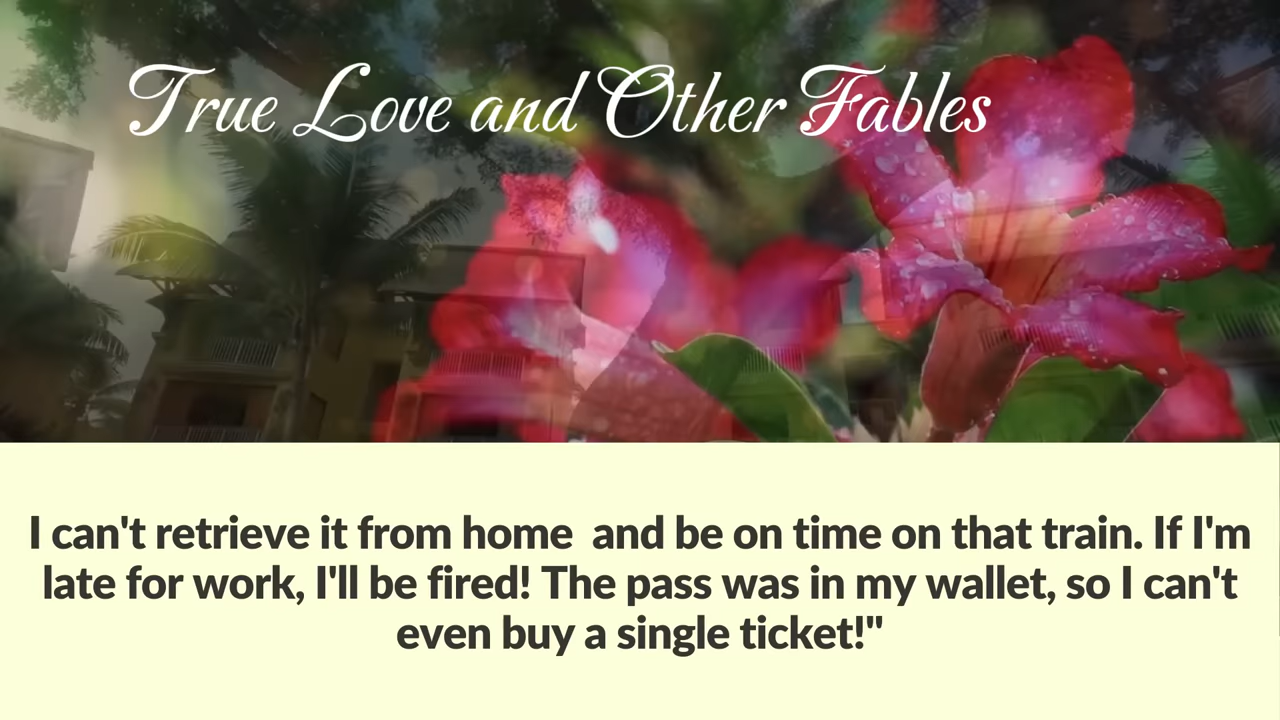 True Love and Other Fables
I can't retrieve it from home  and be on time on that train. If I'm
late for work, I'll be fired! The pass was in my wallet, so I can't
even buy a single ticket!"